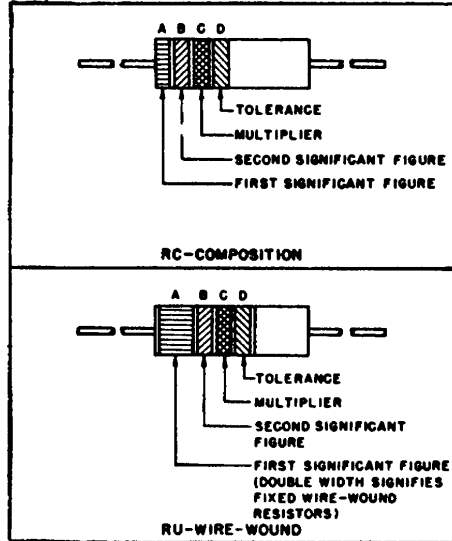 A B C D
TOLERANCE
MULTIPLIER
SECOND SIGNIFICANT FIGURE
FIRST SIGNIFICANT FIGURE
RC-COMPOSITION
A B C D
TOLERANCE
MULTIPLIER
SECOND SIGNIFICANT
FIGURE
FIRST SIGNIFICANT FIGURE
(DOUBLE WIDTH SIGNIFIES
FIXED WIRE-WOUND
RESISTORS)
RU-WIRE-WOUND